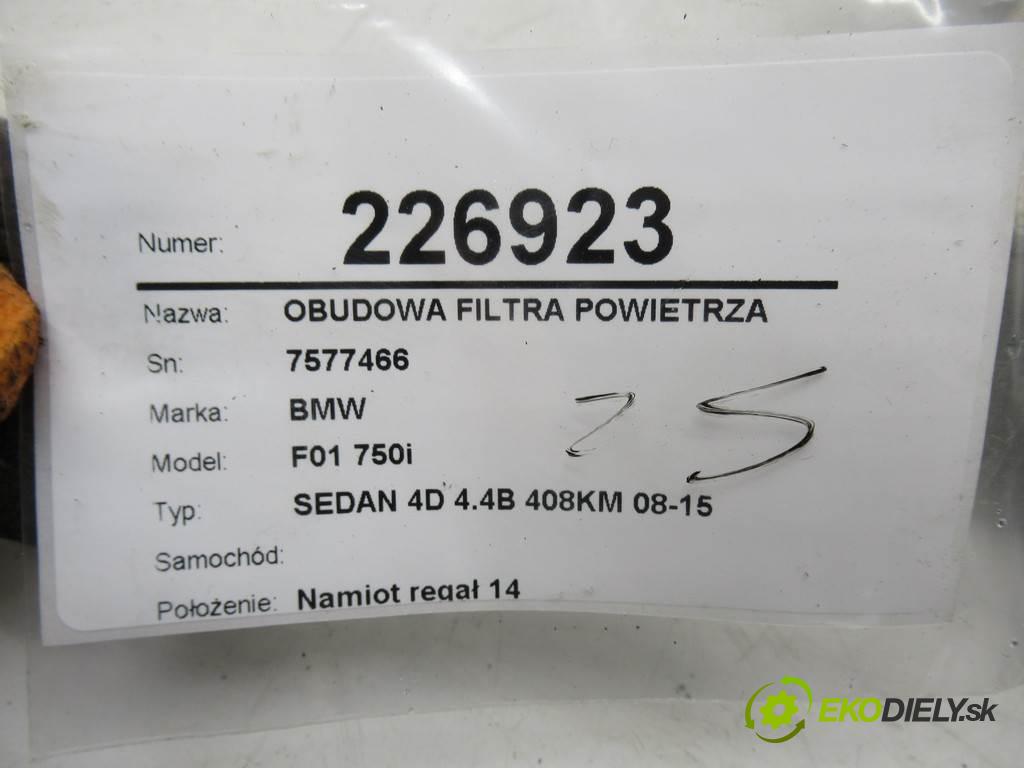 Numer: 226923
Nazwa: OBUDOWA FILTRA POWIETRZA
Sn: 7577466
Marka: BMW
Model: F01 750i
75
Typ: SEDAN 4D 4.4B 408KM 08-15
Samochód:
Położenie: Namiot regał 14
EKODIELY.sk